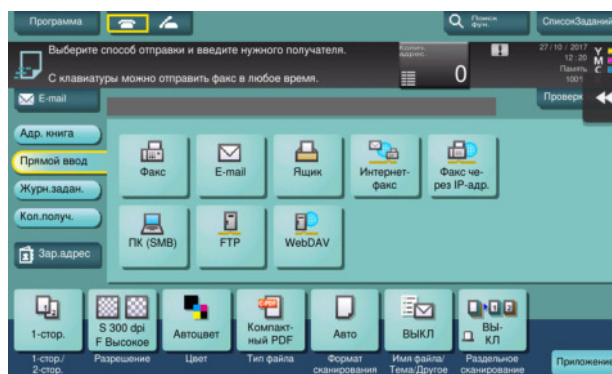 Программа
Поиск
фун.
СписокЗаданий
Выберите способ отправки и введите нужного получателя.
С клавиатуры можно отправить факс в любое время.
Колич.
адрес.
0
27/10/2017
12:20
Память
1001
Y
M
C
E-mail
Проверк
Адр. книга
Прямой ввод
Журн.задан.
Кол.получ.
Зар.адрес
Факс
E-mail
Ящик
Интернет-
факс
Факс че-
рез IP-адр.
ПК (SMB)
FTP
WebDAV
1-стор.
S 300 dpi
F Высокое
Автоцвет
Компакт-
ный PDF
Авто
ВЫКЛ
ВЫ-
КЛ
1-стор./
2-стор.
Разрешение
Цвет
Тип файла
Формат
сканирования
Имя файла/
Тема/Другое
Раздельное
сканирование
Приложение